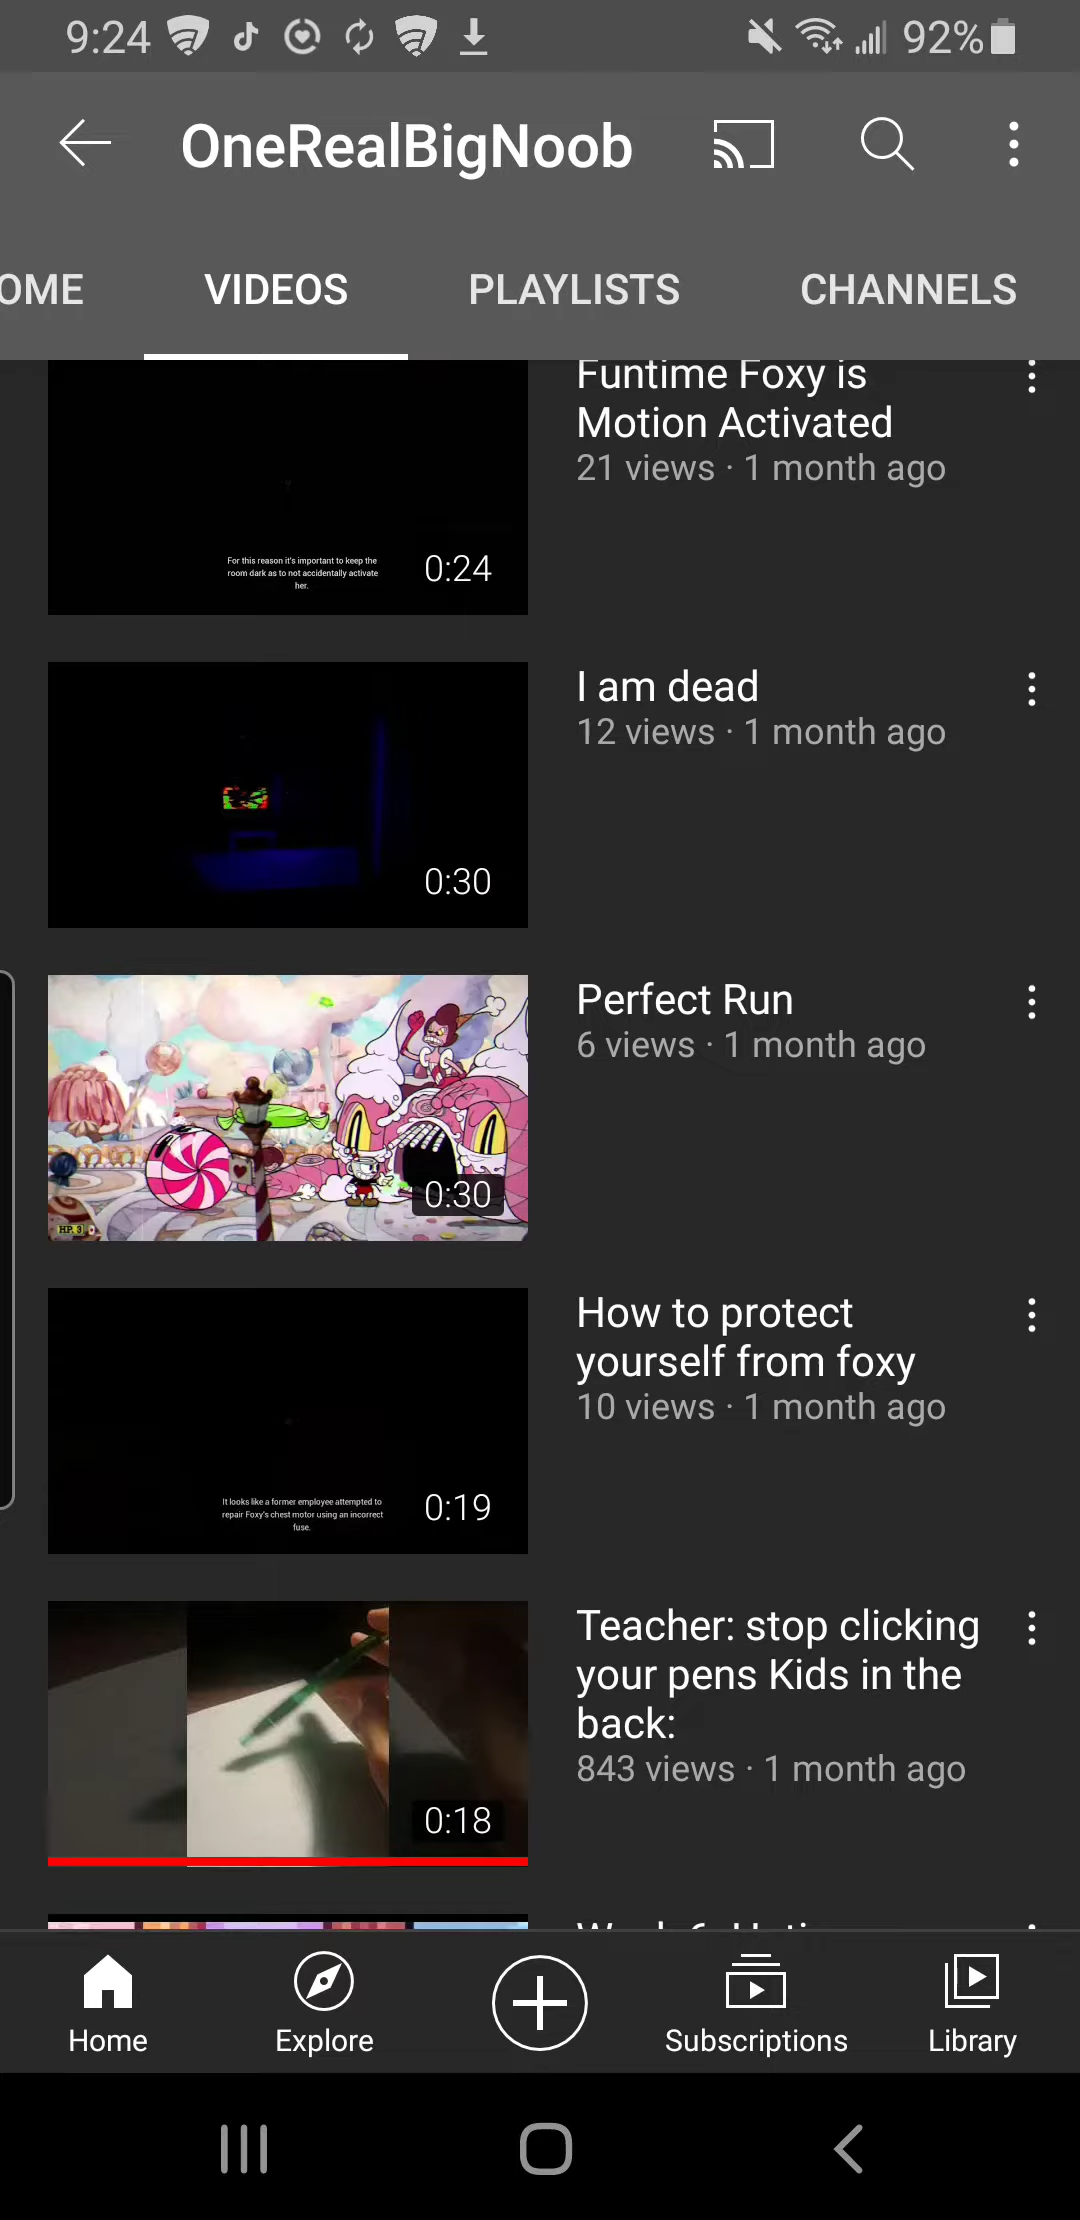 9:24
92%
OneRealBigNoob
OME
VIDEOS
PLAYLISTS
CHANNELS
Funtime Foxy is
Motion Activated
21 views · 1 month ago
For this reason it's important to keep the
room dark as to not accidentally activate
her.
0:24
I am dead
12 views · 1 month ago
0:30
Perfect Run
6 views · 1 month ago
HP. 3
0:30
How to protect
yourself from foxy
10 views · 1 month ago
It looks like a former employee attempted to
repair Foxy's chest motor using an incorrect
fuse.
0:19
Teacher: stop clicking
your pens Kids in the
back:
843 views · 1 month ago
0:18
Home
Explore
Subscriptions
Library